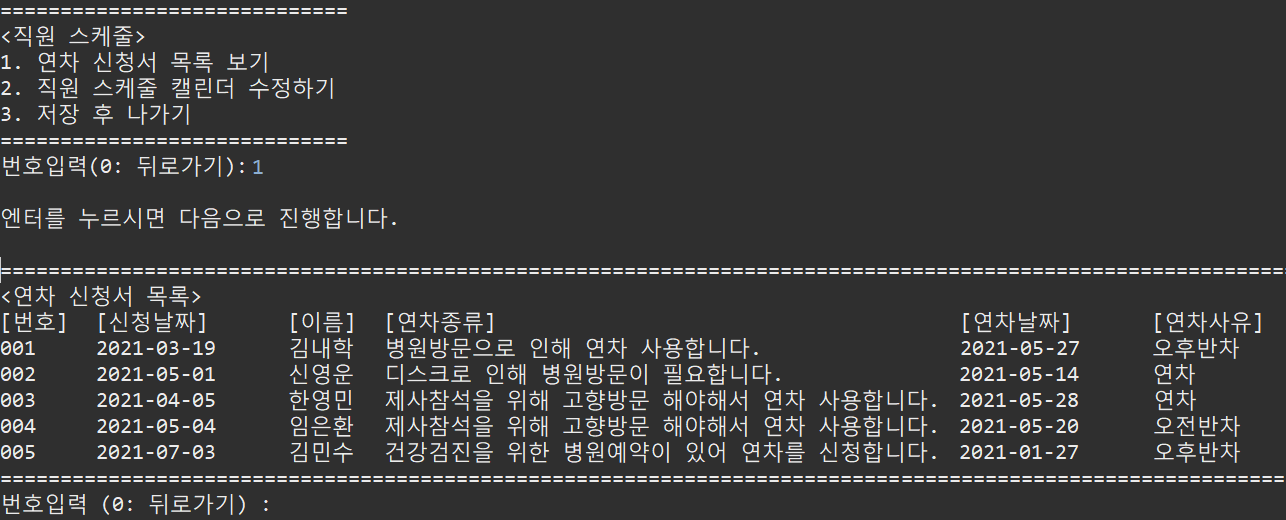 =============================
<직원 스케줄>
1. 연차 신청서 목록 보기
2. 직원 스케줄 캘린더 수정하기
3. 저장 후 나가기
=============================
번호입력(0: 뒤로가기):1
엔터를 누르시면 다음으로 진행합니다.
===========================================================================================================
<연차 신청서 목록>
[번호] [신청날짜] [이름] [연차종류] [연차날짜] [연차사유]
001 2021-03-19 김내학 병원방문으로 인해 연차 사용합니다. 2021-05-27 오후반차
002 2021-05-01 신영운 디스크로 인해 병원방문이 필요합니다. 2021-05-14 연차
003 2021-04-05 한영민 제사참석을 위해 고향방문 해야해서 연차 사용합니다. 2021-05-28 연차
004 2021-05-04 임은환 제사참석을 위해 고향방문 해야해서 연차 사용합니다. 2021-05-20 오전반차
005 2021-07-03 김민수 건강검진을 위한 병원예약이 있어 연차를 신청합니다. 2021-01-27 오후반차
===========================================================================================================
번호입력 (0: 뒤로가기) :